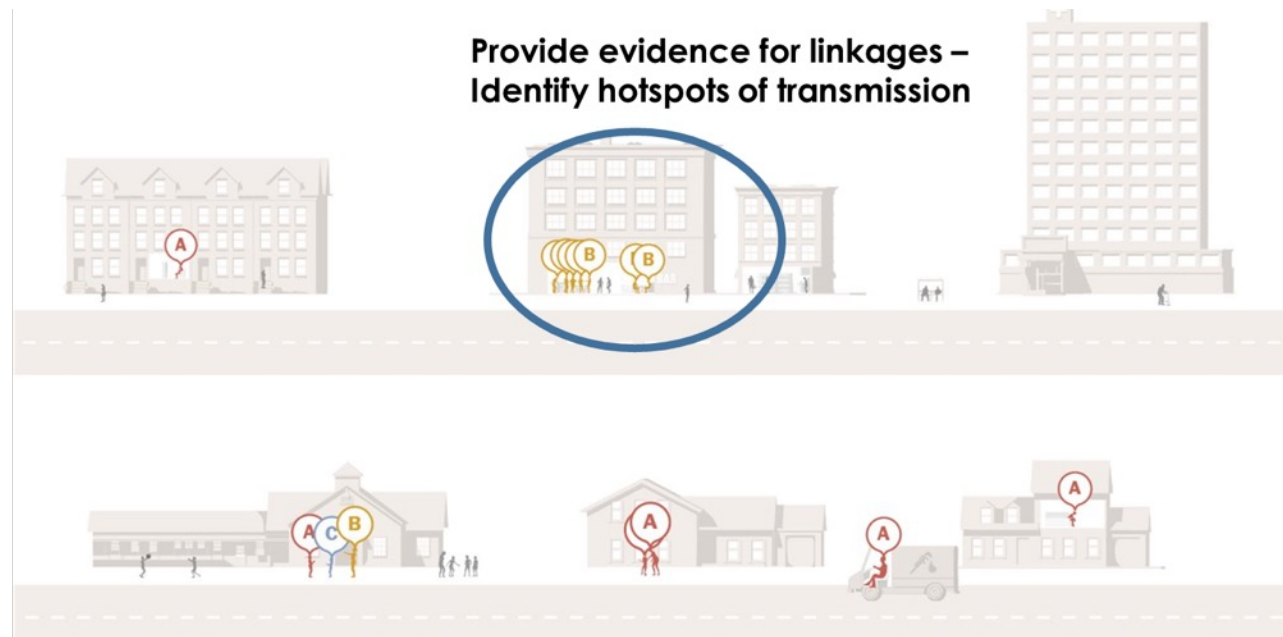 Provide evidence for linkages –
Identify hotspots of transmission
A
B
B
A
C
B
A
A
A